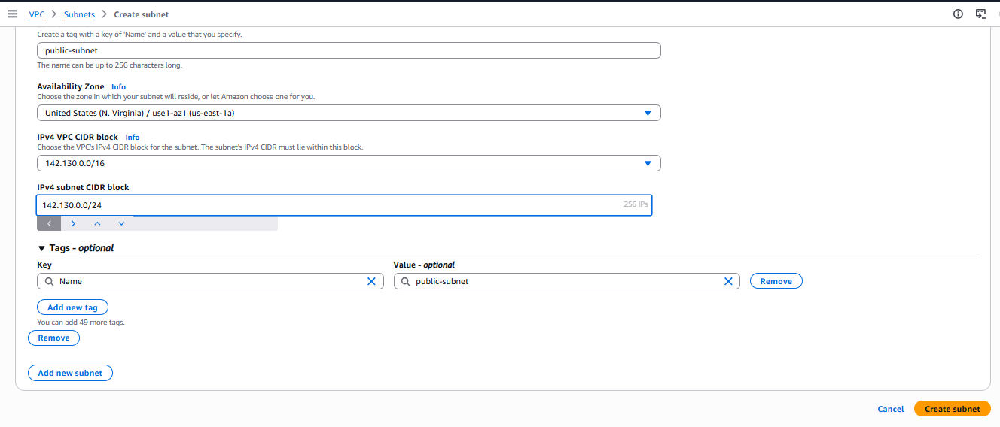 VPC > Subnets > Create subnet
Create a tag with a key of 'Name' and a value that you specify.
public-subnet
The name can be up to 256 characters long.
Availability Zone Info
Choose the zone in which your subnet will reside, or let Amazon choose one for you.
United States (N. Virginia) / use1-az1 (us-east-1a)
IPv4 VPC CIDR block Info
Choose the VPC's IPv4 CIDR block for the subnet. The subnet's IPv4 CIDR must lie within this block.
142.130.0.0/16
IPv4 subnet CIDR block
142.130.0.0/24 256 IPs
Tags - optional
Key Value - optional
Name public-subnet Remove
Add new tag
You can add 49 more tags.
Remove
Add new subnet
Cancel Create subnet